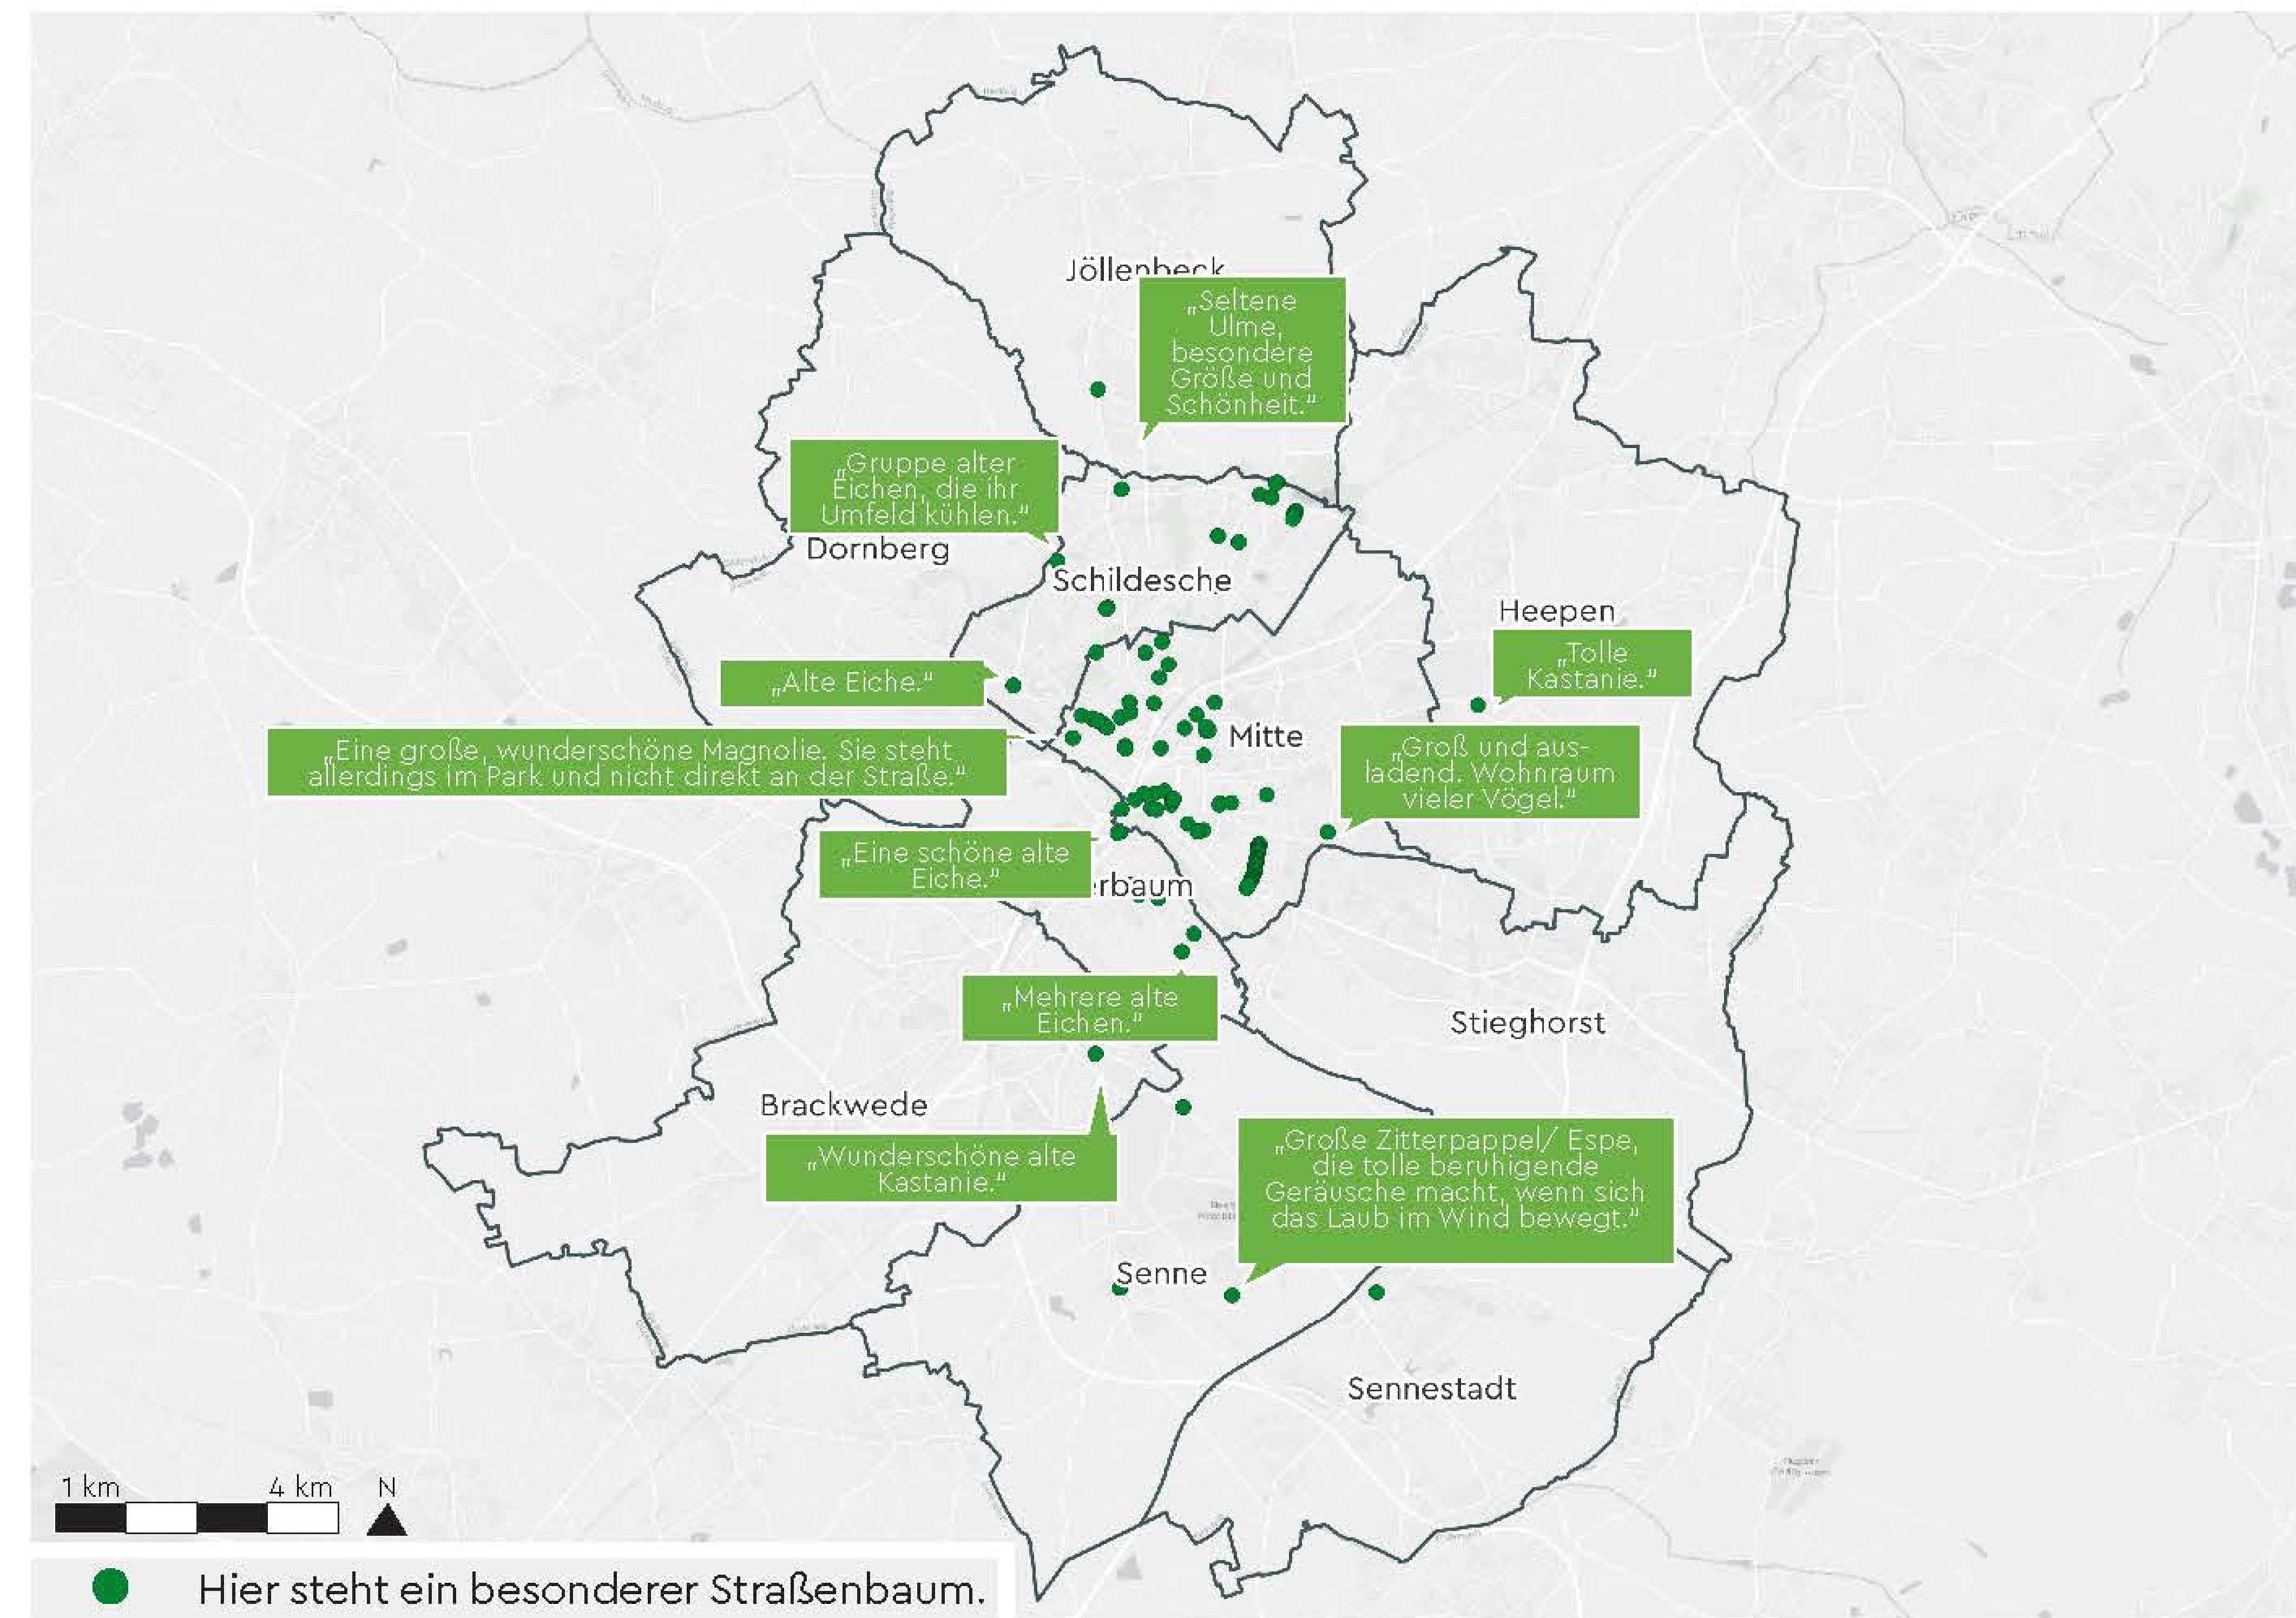 Jöllenbeck
„Seltene
Ulme,
besondere
Größe und
Schönheit.“
„Gruppe alter
Eichen, die ihr
Umfeld kühlen.“
Dornberg
Schildesche
Heepen
„Tolle
Kastanie.“
„Alte Eiche.“
Mitte
„Eine große, wunderschöne Magnolie. Sie steht
allerdings im Park und nicht direkt an der Straße.“
„Groß und aus-
ladend. Wohnraum
vieler Vögel.“
„Eine schöne alte
Eiche.“
erbaum
„Mehrere alte
Eichen.“
Stieghorst
Brackwede
„Wunderschöne alte
Kastanie.“
„Große Zitterpappel/ Espe,
die tolle beruhigende
Geräusche macht, wenn sich
das Laub im Wind bewegt.“
Senne
Sennestadt
1 km 4 km N
Hier steht ein besonderer Straßenbaum.